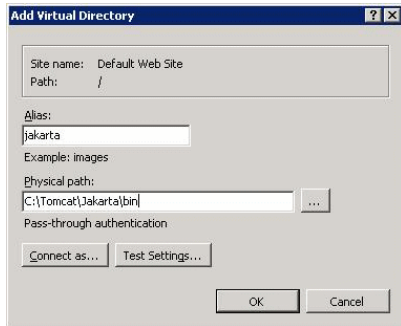 Add Virtual Directory
Site name: Default Web Site
Path: /
Alias:
jakarta
Example: images
Physical path:
C:\Tomcat\Jakarta\bin
...
Pass-through authentication
Connect as... Test Settings...
OK Cancel